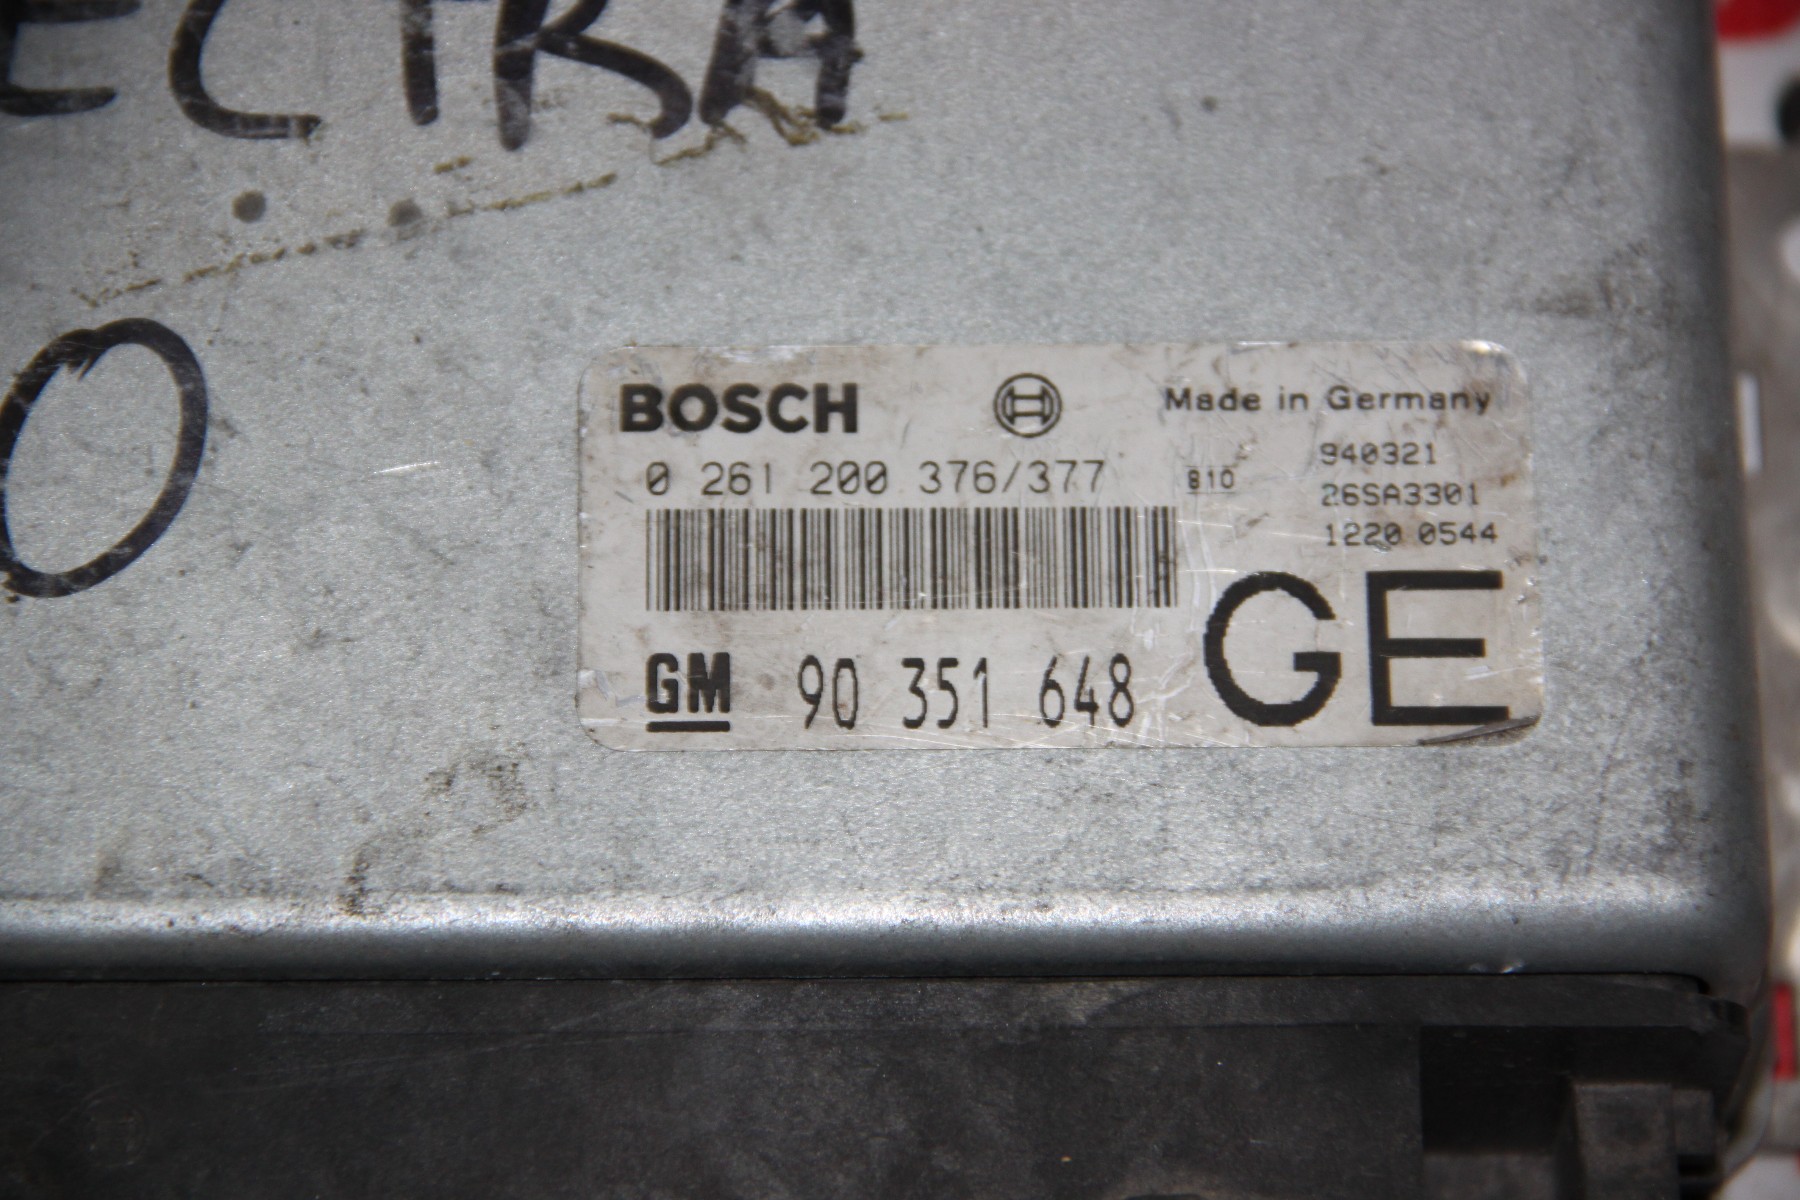 ECTRA
0
BOSCH Made in Germany
0 261 200 376/377 810 940321
26SA3301
1220 0544
GM 90 351 648 GE